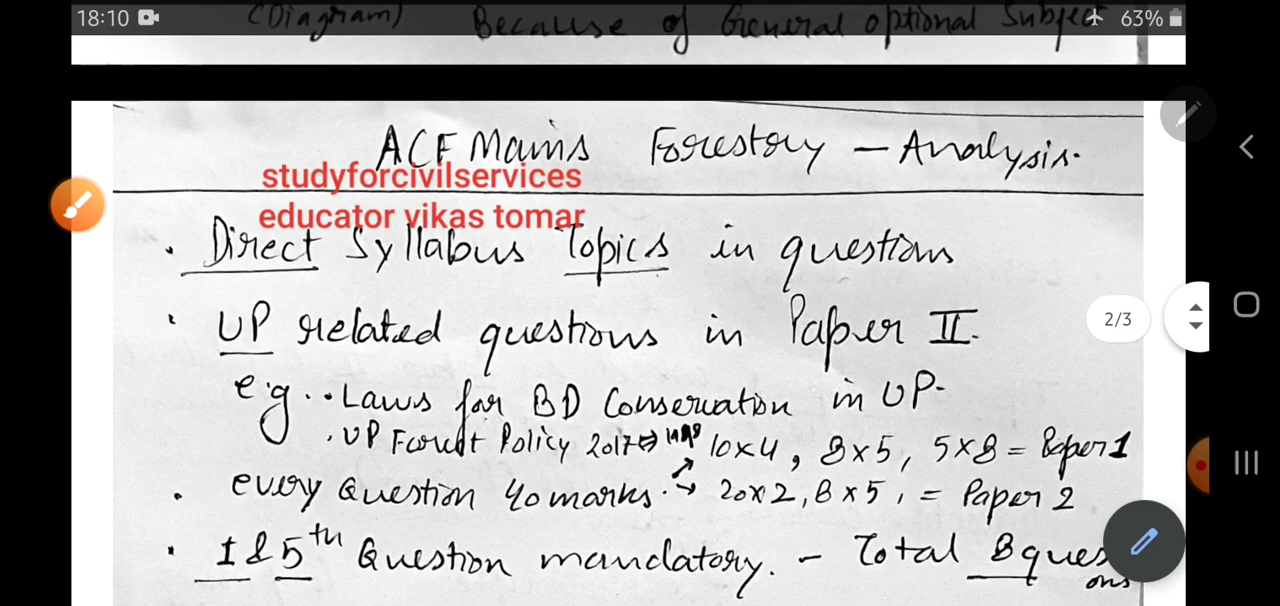 18:10 63%
(Diagram) Because of General optional Subject
ACF Mains Forestory - Analysis.
studyforcivilservices
educator vikas tomar
. Direct Syllabus Topics in questions
. UP related questions in Paper II.
2/3
e.g.. . Laws for BD Conservation in UP-
. UP Forest Policy 2017 10x4, 8x5, 5x8 = Paper 1
. every Question 40 marks. → 20x2, 8x5, = Paper 2
. 1 & 5th Question mandatory. - Total 8 questions